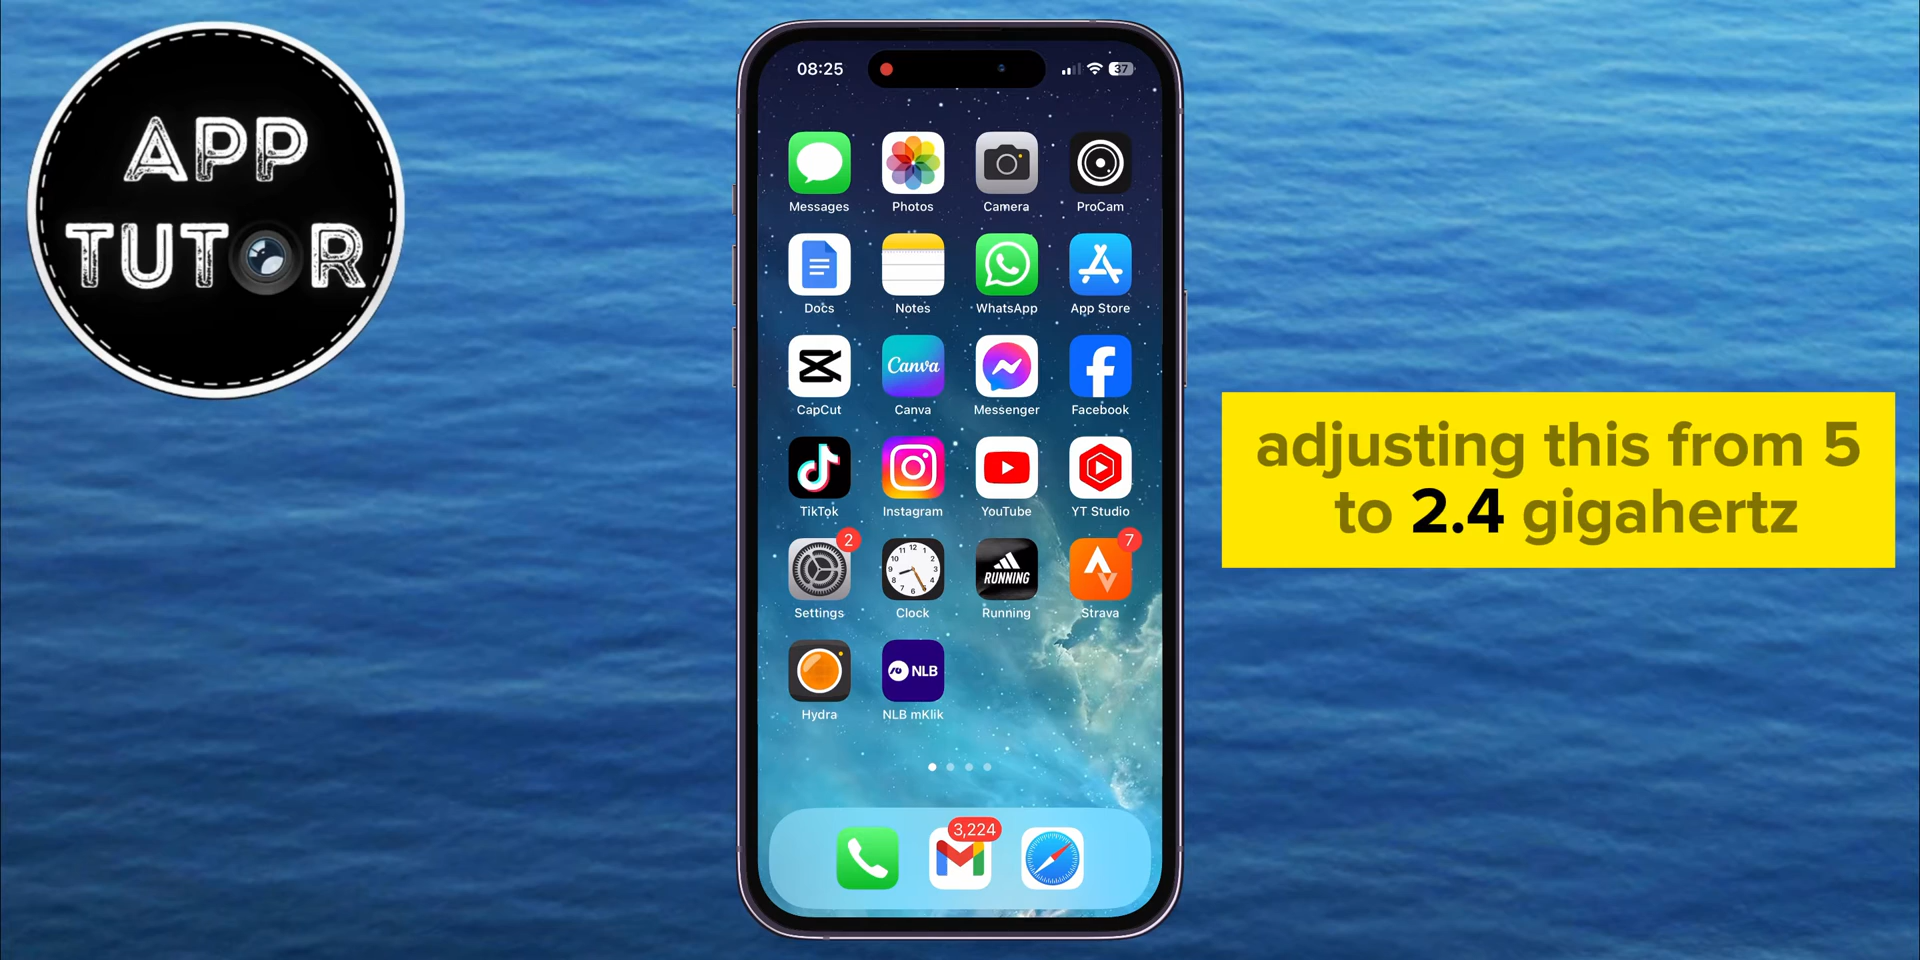 APP
TUTOR
08:25
37
Messages
Photos
Camera
ProCam
Docs
Notes
WhatsApp
App Store
CapCut
Canva
Canva
Messenger
Facebook
TikTok
Instagram
YouTube
YT Studio
2
RUNNING
7
Settings
Clock
Running
Strava
NLB
Hydra
NLB mKlik
3,224
adjusting this from 5
to 2.4 gigahertz